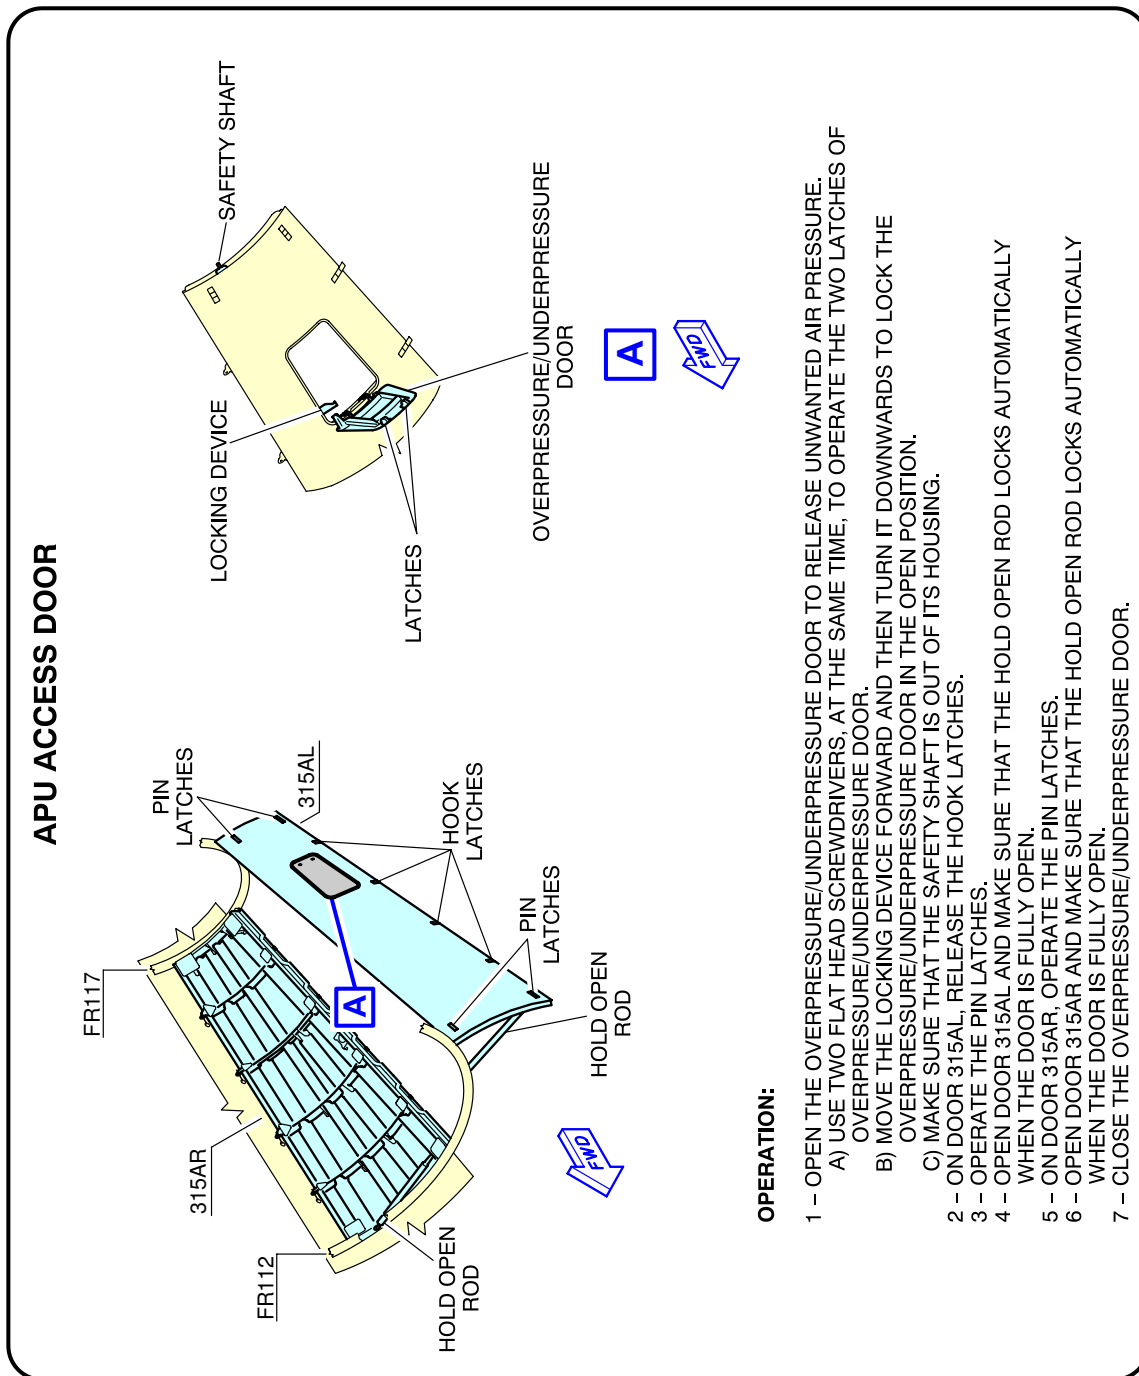 APU ACCESS DOOR
FR112
315AR
FR117
PIN
LATCHES
315AL
HOOK
LATCHES
PIN
LATCHES
HOLD OPEN
ROD
HOLD OPEN
ROD
A
FWD
LOCKING DEVICE
SAFETY SHAFT
LATCHES
OVERPRESSURE/UNDERPRESSURE
DOOR
A
FWD
OPERATION:
1 – OPEN THE OVERPRESSURE/UNDERPRESSURE DOOR TO RELEASE UNWANTED AIR PRESSURE.
A) USE TWO FLAT HEAD SCREWDRIVERS, AT THE SAME TIME, TO OPERATE THE TWO LATCHES OF
OVERPRESSURE/UNDERPRESSURE DOOR.
B) MOVE THE LOCKING DEVICE FORWARD AND THEN TURN IT DOWNWARDS TO LOCK THE
OVERPRESSURE/UNDERPRESSURE DOOR IN THE OPEN POSITION.
C) MAKE SURE THAT THE SAFETY SHAFT IS OUT OF ITS HOUSING.
2 – ON DOOR 315AL, RELEASE THE HOOK LATCHES.
3 – OPERATE THE PIN LATCHES.
4 – OPEN DOOR 315AL AND MAKE SURE THAT THE HOLD OPEN ROD LOCKS AUTOMATICALLY
WHEN THE DOOR IS FULLY OPEN.
5 – ON DOOR 315AR, OPERATE THE PIN LATCHES.
6 – OPEN DOOR 315AR AND MAKE SURE THAT THE HOLD OPEN ROD LOCKS AUTOMATICALLY
WHEN THE DOOR IS FULLY OPEN.
7 – CLOSE THE OVERPRESSURE/UNDERPRESSURE DOOR.